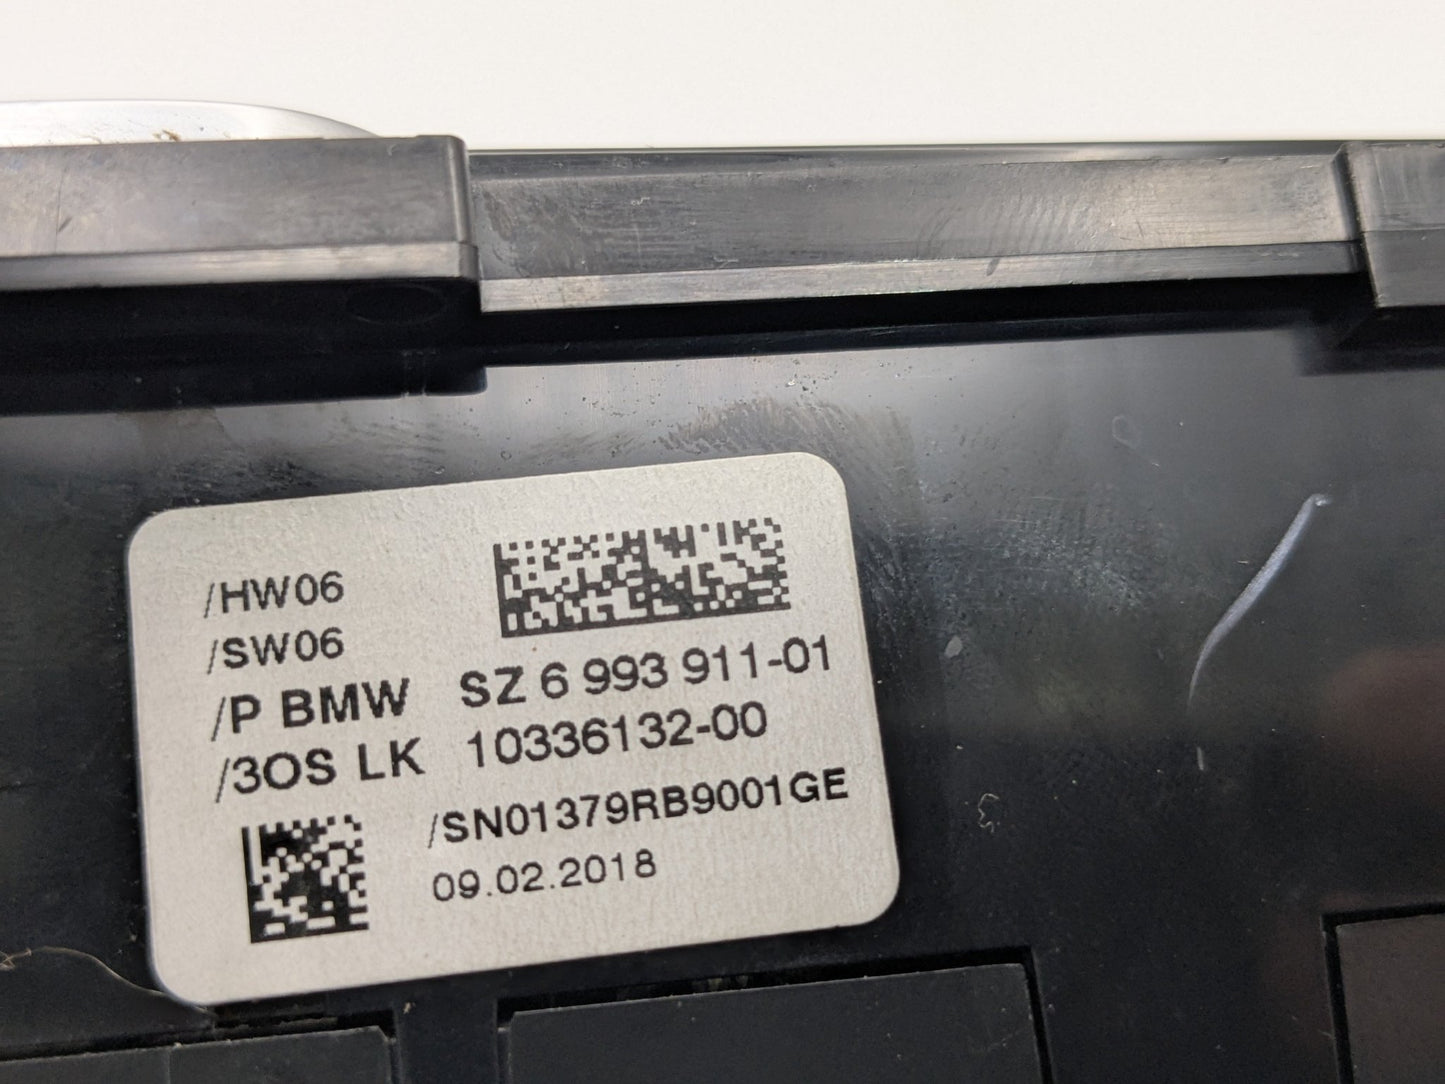 /HW06
/SW06
/P BMW SZ 6 993 911-01
/3OS LK 10336132-00
/SN01379RB9001GE
09.02.2018